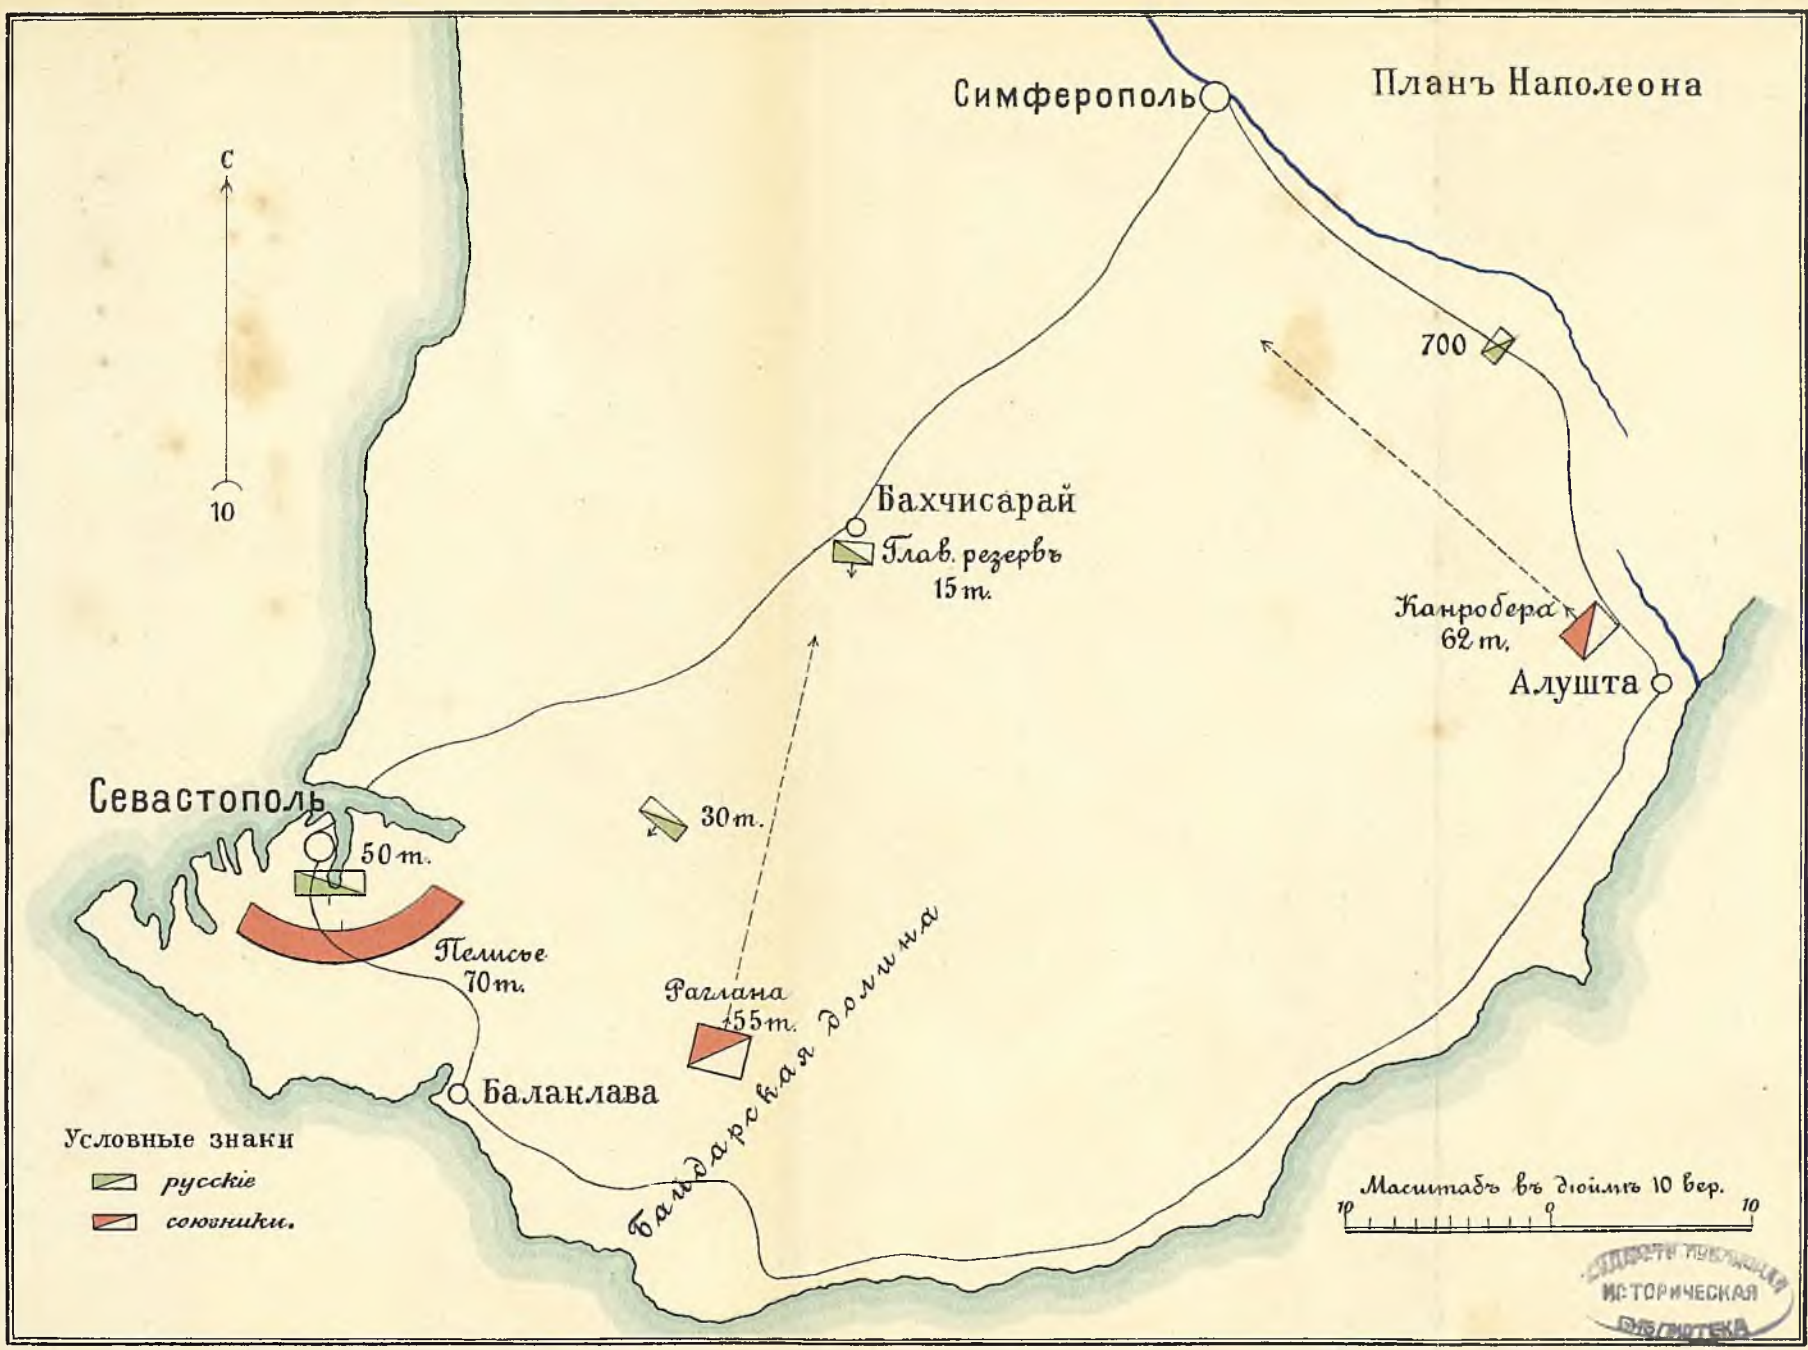 Планъ Наполеона
Симферополь
С
10
700
Бахчисарай
Глав. резервъ
15 т.
Канробера
62 т.
Алушта
Севастополь
50 т.
30 т.
Пелисье
70 т.
Раглана
55 т.
Байдарская долина
Балаклава
Условные знаки
русскіе
союзники.
Масштабъ въ дюймѣ 10 вер.
10 0 10
ИСТОРИЧЕСКАЯ
БИБЛИОТЕКА